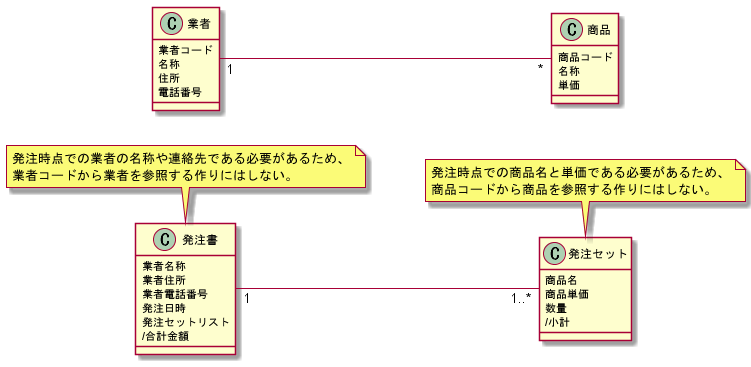 C 業者
業者コード
名称
住所
電話番号
1
*
C 商品
商品コード
名称
単価
発注時点での業者の名称や連絡先である必要があるため、
業者コードから業者を参照する作りにはしない。
発注時点での商品名と単価である必要があるため、
商品コードから商品を参照する作りにはしない。
C 発注書
業者名称
業者住所
業者電話番号
発注日時
発注セットリスト
/合計金額
1
1..*
C 発注セット
商品名
商品単価
数量
/小計